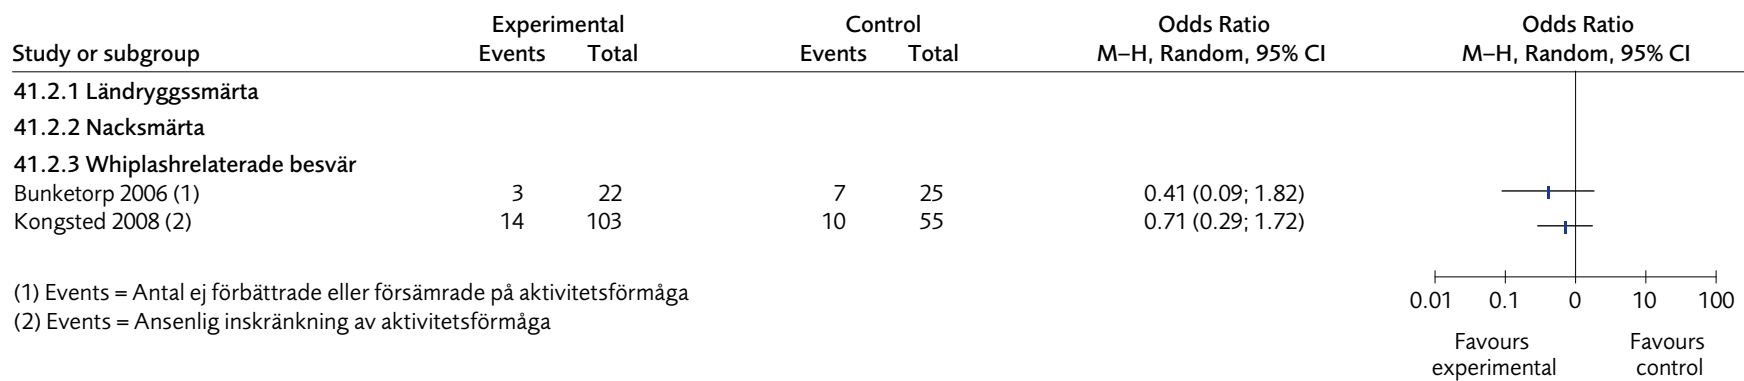 Experimental Control Odds Ratio Odds Ratio
Study or subgroup Events Total Events Total M–H, Random, 95% CI M–H, Random, 95% CI
41.2.1 Ländryggssmärta
41.2.2 Nacksmärta
41.2.3 Whiplashrelaterade besvär
Bunketorp 2006 (1) 3 22 7 25 0.41 (0.09; 1.82)
Kongsted 2008 (2) 14 103 10 55 0.71 (0.29; 1.72)
(1) Events = Antal ej förbättrade eller försämrade på aktivitetsförmåga
(2) Events = Ansenlig inskränkning av aktivitetsförmåga
0.01 0.1 0 10 100
Favours Favours
experimental control